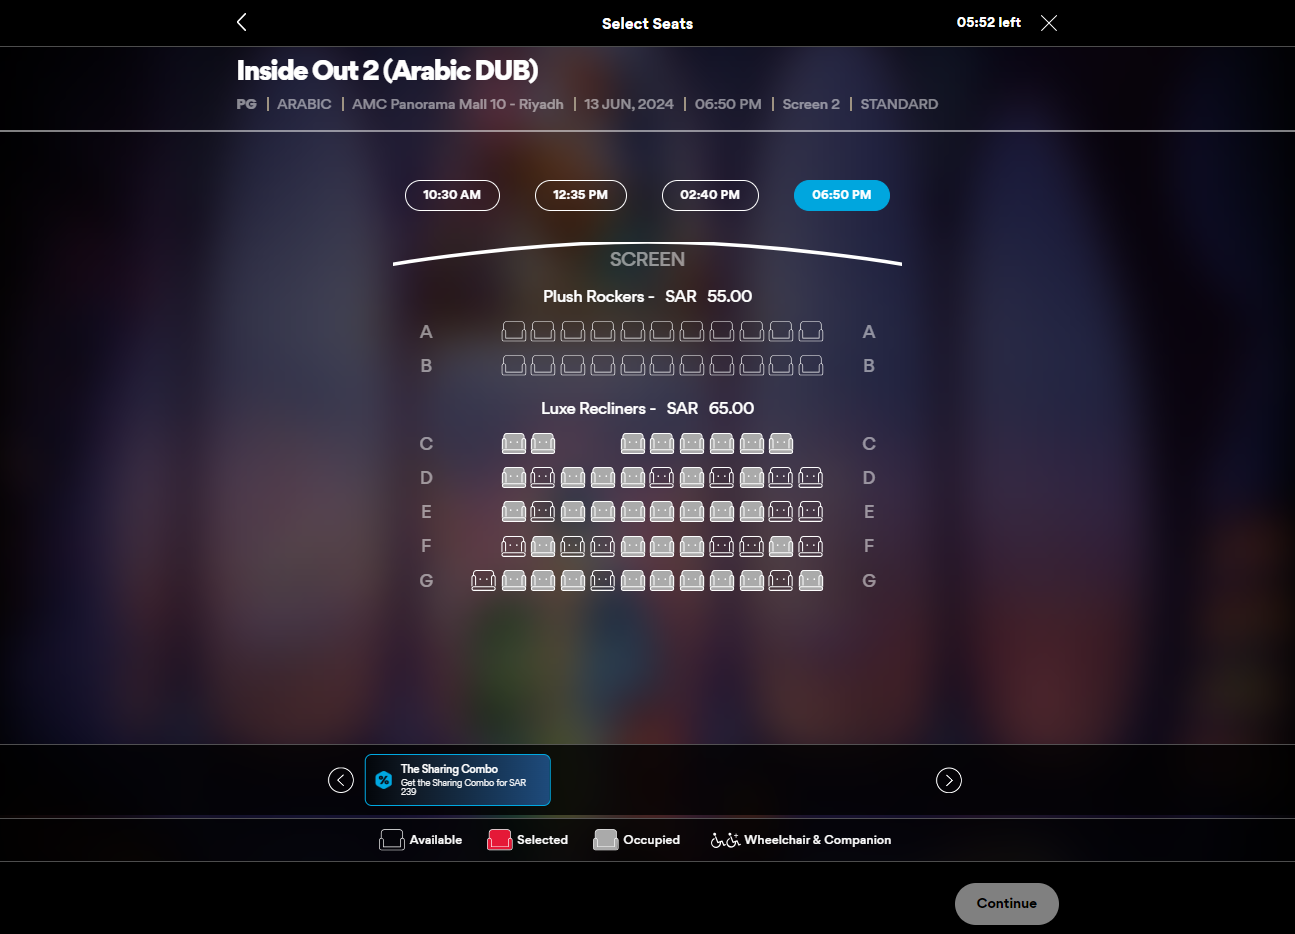 Select Seats
05:52 left
Inside Out 2 (Arabic DUB)
PG | ARABIC | AMC Panorama Mall 10 - Riyadh | 13 JUN, 2024 | 06:50 PM | Screen 2 | STANDARD
10:30 AM 12:35 PM 02:40 PM 06:50 PM
SCREEN
Plush Rockers - SAR 55.00
A A
B B
Luxe Recliners - SAR 65.00
C C
D D
E E
F F
G G
The Sharing Combo
Get the Sharing Combo for SAR
239
Available Selected Occupied Wheelchair & Companion
Continue